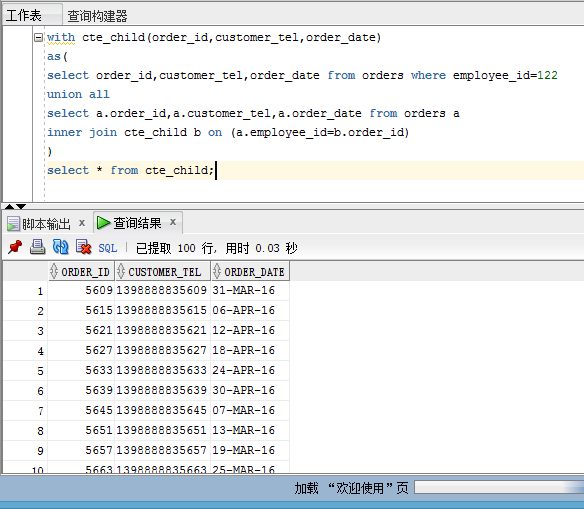 工作表 查询构建器
with cte_child(order_id,customer_tel,order_date)
as(
select order_id,customer_tel,order_date from orders where employee_id=122
union all
select a.order_id,a.customer_tel,a.order_date from orders a
inner join cte_child b on (a.employee_id=b.order_id)
)
select * from cte_child;
脚本输出 x 查询结果 x
SQL | 已提取 100 行, 用时 0.03 秒
ORDER_ID CUSTOMER_TEL ORDER_DATE
1 5609 1398888835609 31-MAR-16
2 5615 1398888835615 06-APR-16
3 5621 1398888835621 12-APR-16
4 5627 1398888835627 18-APR-16
5 5633 1398888835633 24-APR-16
6 5639 1398888835639 30-APR-16
7 5645 1398888835645 07-MAR-16
8 5651 1398888835651 13-MAR-16
9 5657 1398888835657 19-MAR-16
10 5663 1398888835663 25-MAR-16
加载 “欢迎使用”页